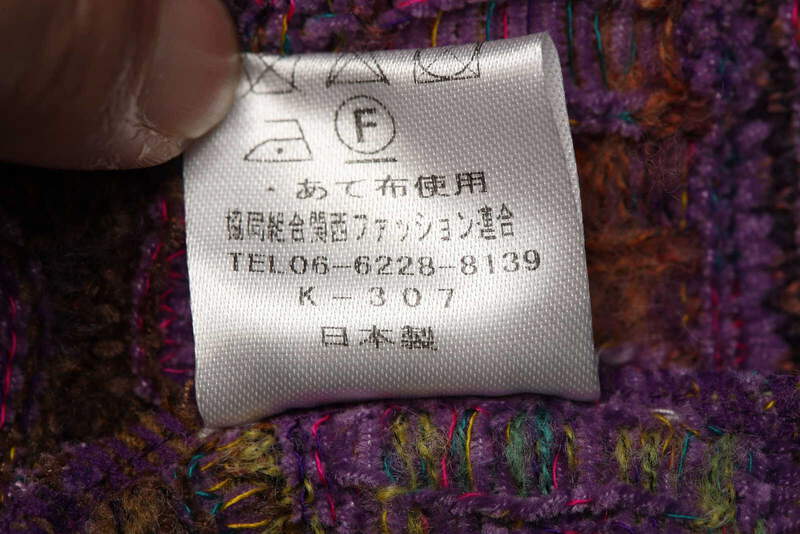 F
・あて布使用
協同組合関西ファッション連合
TEL06-6228-8139
K-307
日本製